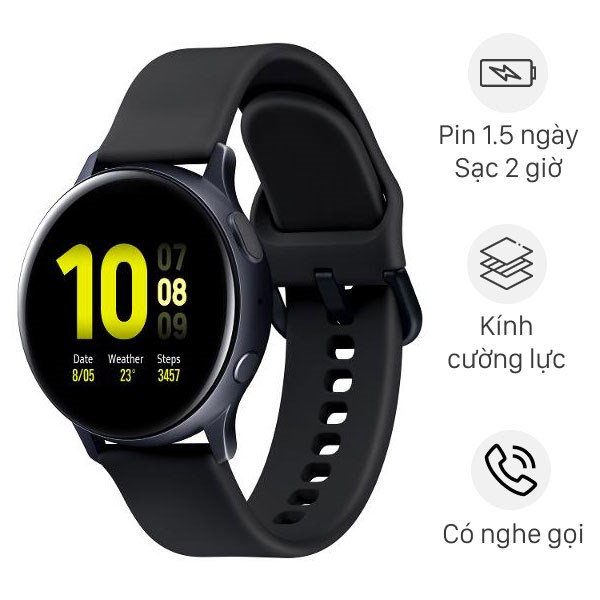 10
07
08
09
Date Weather Steps
8/05 23° 3457
Pin 1.5 ngày
Sạc 2 giờ
Kính
cường lực
Có nghe gọi